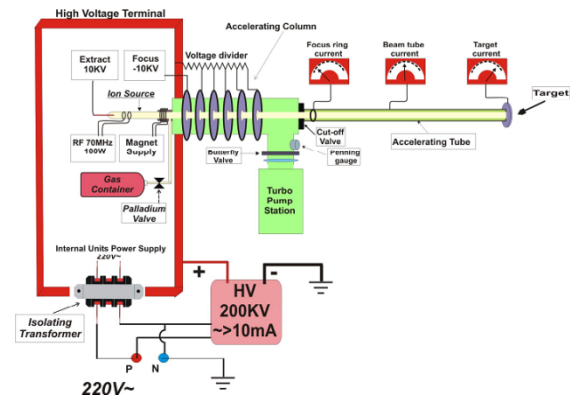 High Voltage Terminal
Accelerating Column
Extract
10KV
Focus
-10KV
Voltage divider
Focus ring
current
Beam tube
current
Target
current
Ion Source
Target
RF 70MHz
100W
Magnet
Supply
Cut-off
Valve
Accelerating Tube
Butterfly
Valve
Penning
gauge
Gas
Container
Palladium
Valve
Turbo
Pump
Station
Internal Units Power Supply
220V~
+
-
HV
200KV
~>10mA
Isolating
Transformer
P
N
220V~